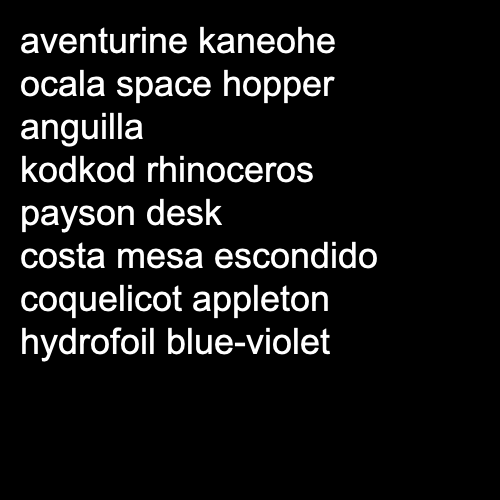 aventurine kaneohe
ocala space hopper
anguilla
kodkod rhinoceros
payson desk
costa mesa escondido
coquelicot appleton
hydrofoil blue-violet